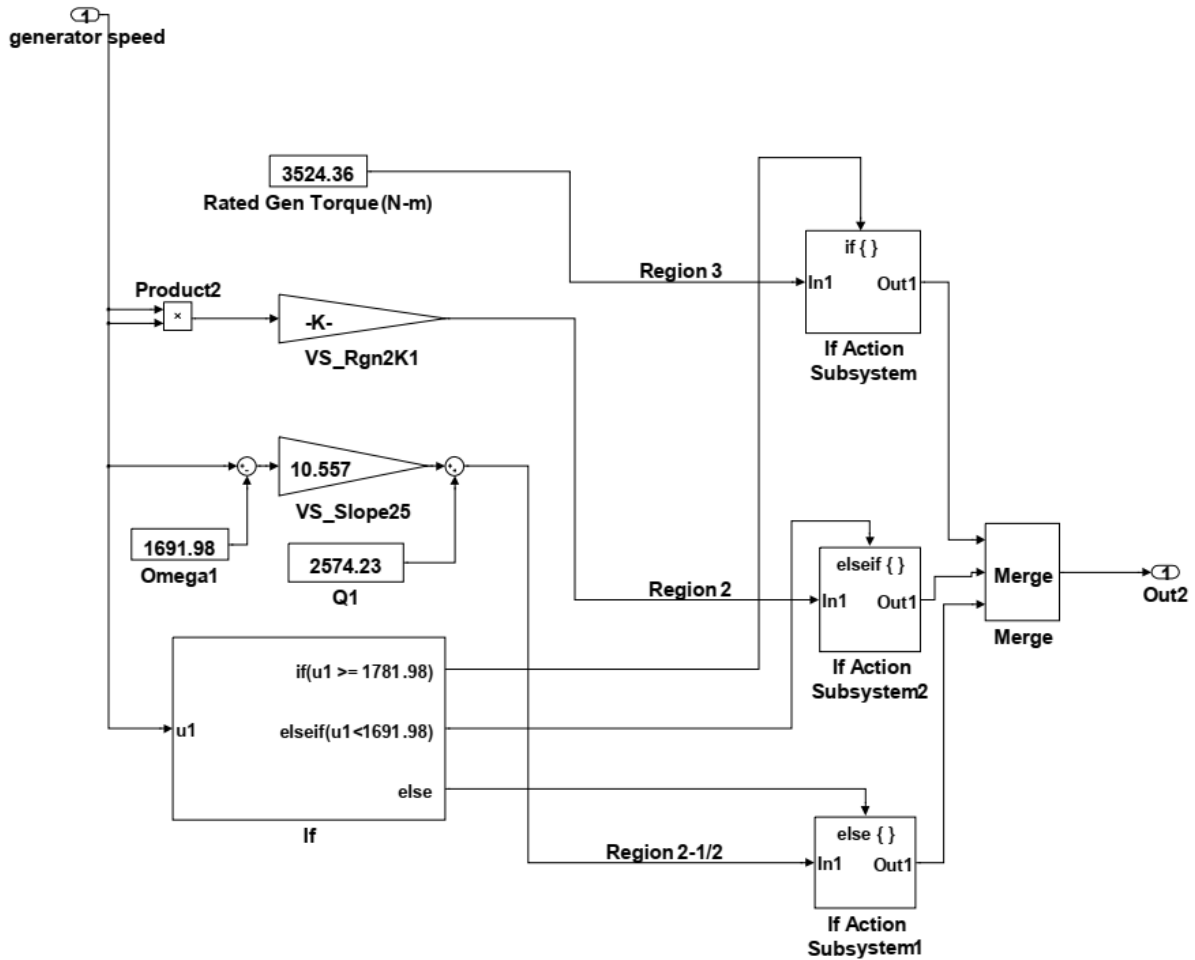 1
generator speed
3524.36
Rated Gen Torque(N-m)
if { }
Region 3
In1
Out1
Product2
×
-K-
VS_Rgn2K1
If Action
Subsystem
10.557
VS_Slope25
1691.98
Omega1
2574.23
Q1
elseif { }
Region 2
In1
Out1
Merge
1
Out2
Merge
If Action
Subsystem2
if(u1 >= 1781.98)
u1
elseif(u1<1691.98)
else
If
else { }
Region 2-1/2
In1
Out1
If Action
Subsystem1